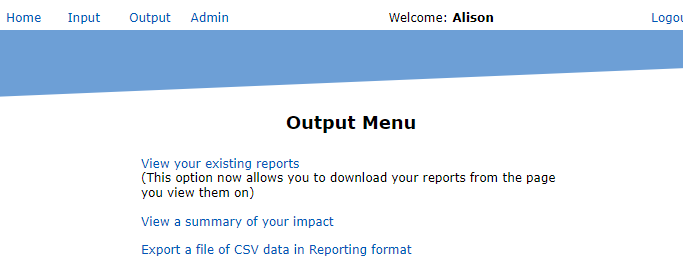 Home Input Output Admin Welcome: Alison
Output Menu
View your existing reports
(This option now allows you to download your reports from the page
you view them on)
View a summary of your impact
Export a file of CSV data in Reporting format